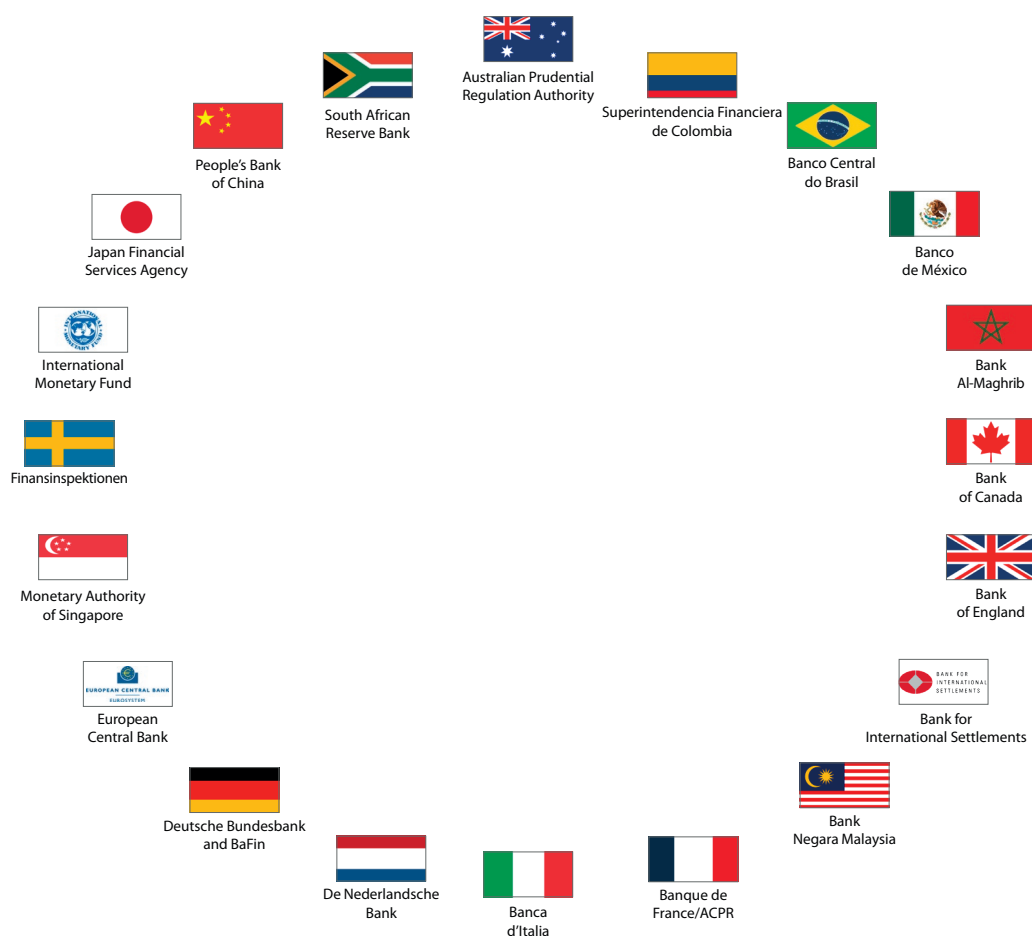 Australian Prudential
Regulation Authority
Superintendencia Financiera
de Colombia
Banco Central
do Brasil
Banco
de México
Bank
Al-Maghrib
Bank
of Canada
Bank
of England
BANK FOR
INTERNATIONAL
SETTLEMENTS
Bank for
International Settlements
Bank
Negara Malaysia
Banque de
France/ACPR
Banca
d’Italia
De Nederlandsche
Bank
Deutsche Bundesbank
and BaFin
EUROPEAN CENTRAL BANK
EUROSYSTEM
European
Central Bank
Monetary Authority
of Singapore
Finansinspektionen
INTERNATIONAL
MONETARY FUND
International
Monetary Fund
Japan Financial
Services Agency
People’s Bank
of China
South African
Reserve Bank